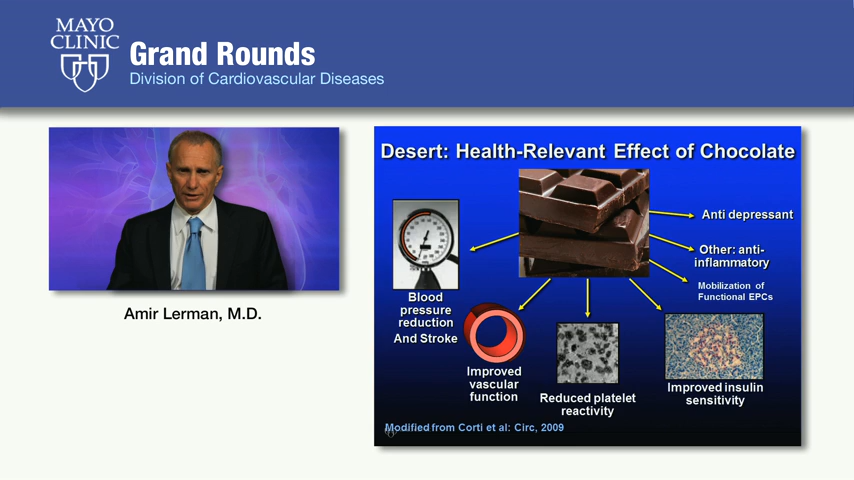 MAYO
CLINIC
Grand Rounds
Division of Cardiovascular Diseases
Amir Lerman, M.D.
Desert: Health-Relevant Effect of Chocolate
Anti depressant
Other: anti-
inflammatory
Mobilization of
Functional EPCs
Blood
pressure
reduction
And Stroke
Improved
vascular
function
Reduced platelet
reactivity
Improved insulin
sensitivity
Modified from Corti et al: Circ, 2009